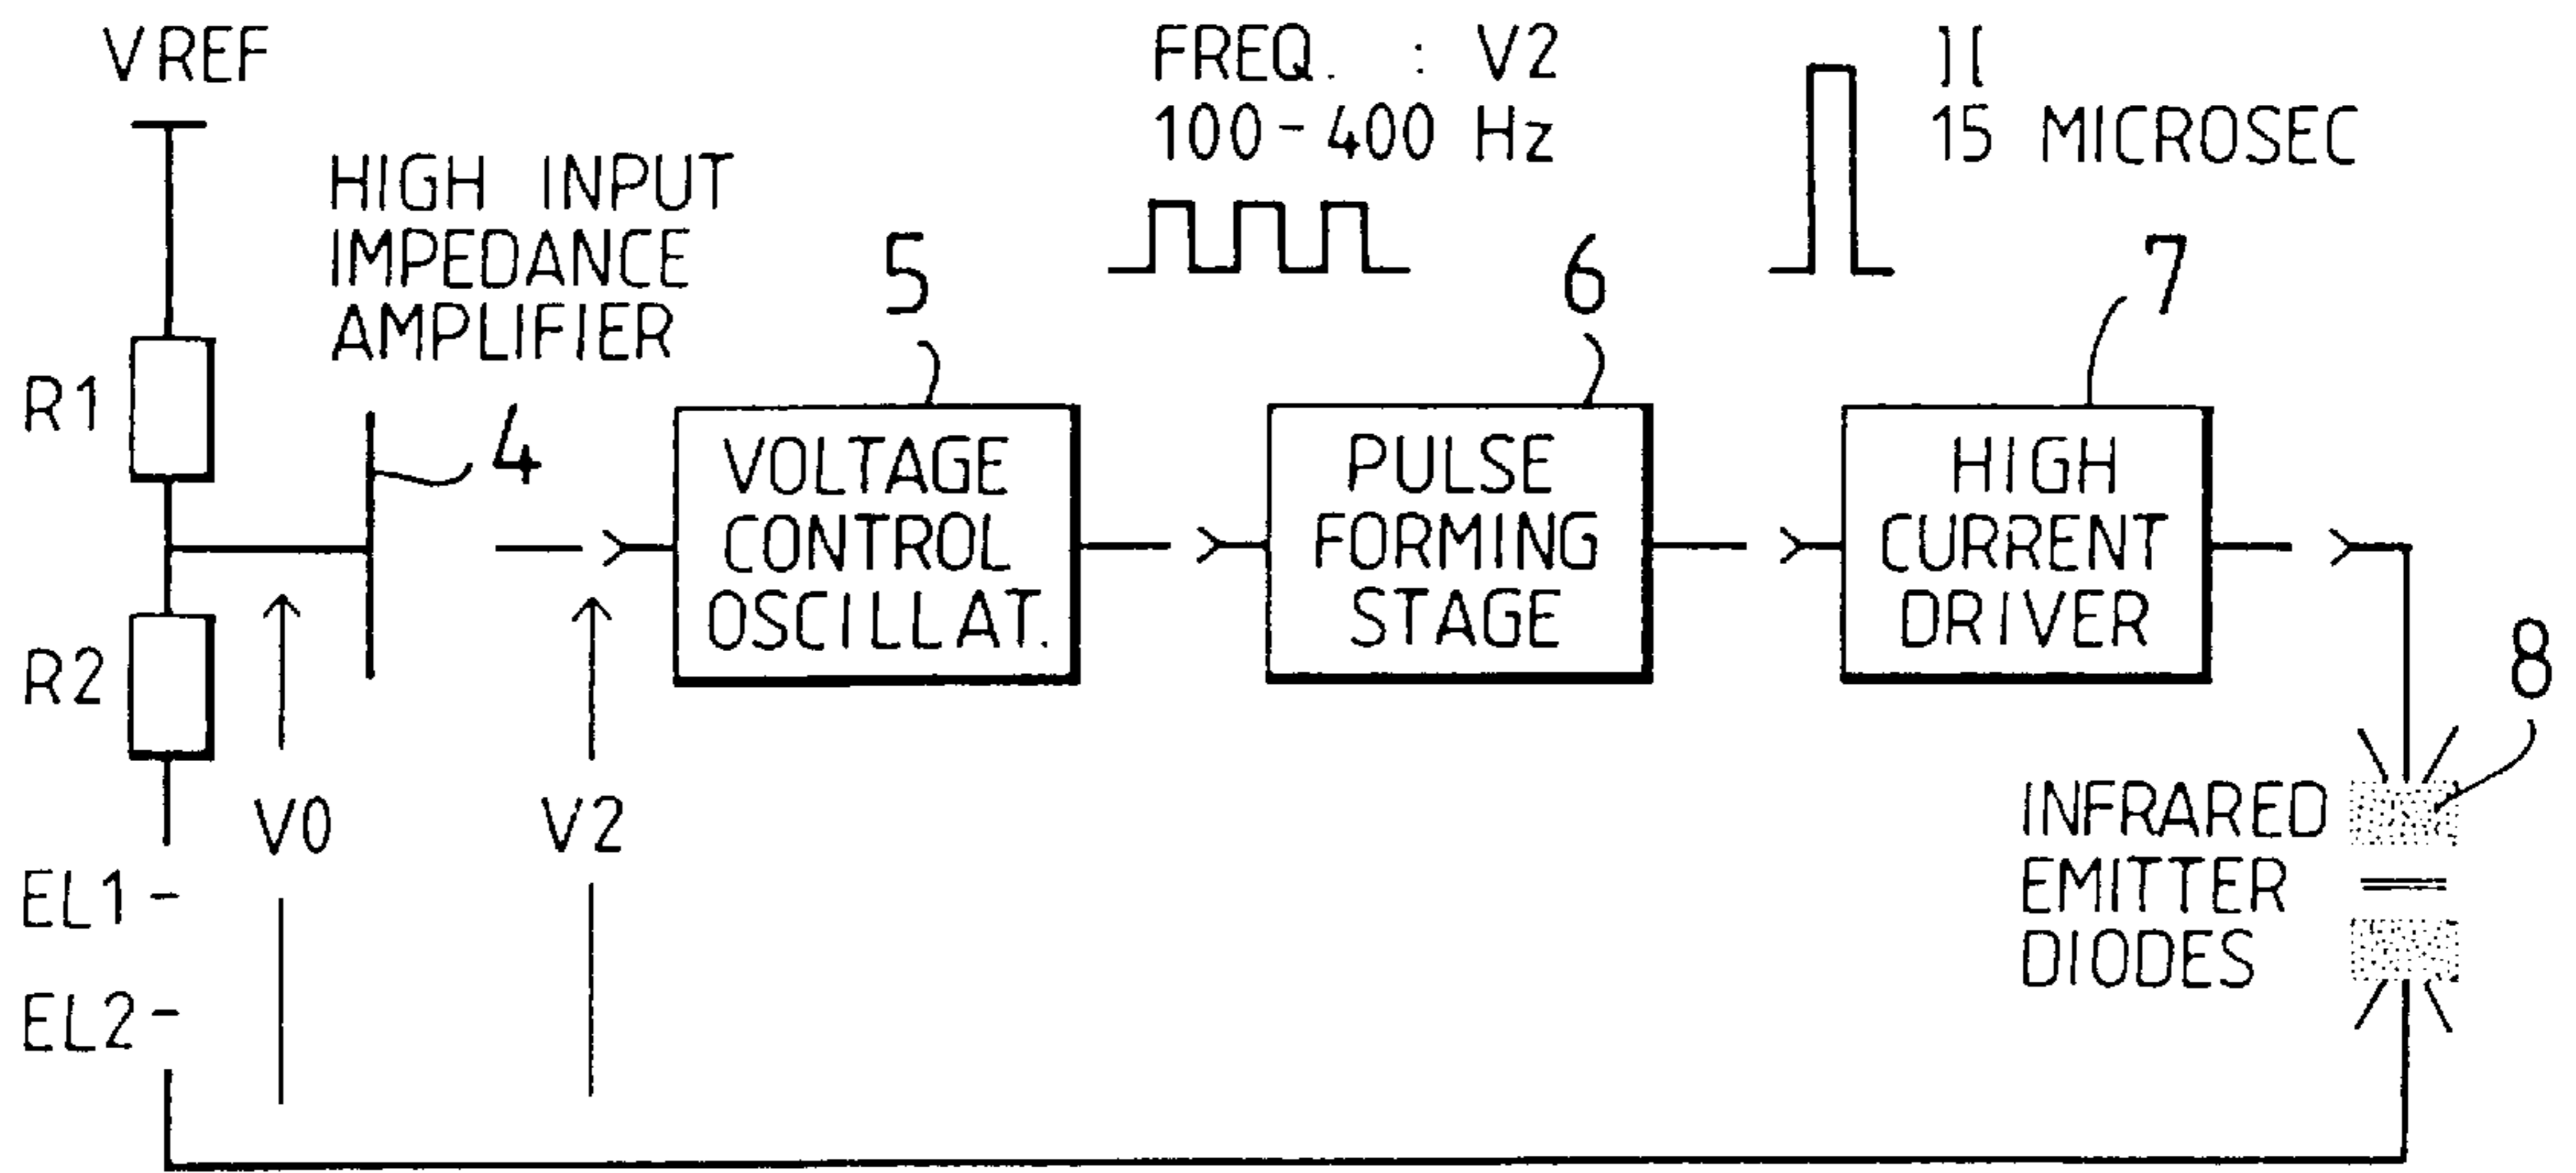 VREF
FREQ. : V2
100-400 Hz
][
15 MICROSEC
HIGH INPUT
IMPEDANCE
AMPLIFIER
5
6
7
R1
4
VOLTAGE
CONTROL
OSCILLAT.
PULSE
FORMING
STAGE
HIGH
CURRENT
DRIVER
R2
8
V0
V2
INFRARED
EMITTER
DIODES
EL1
EL2